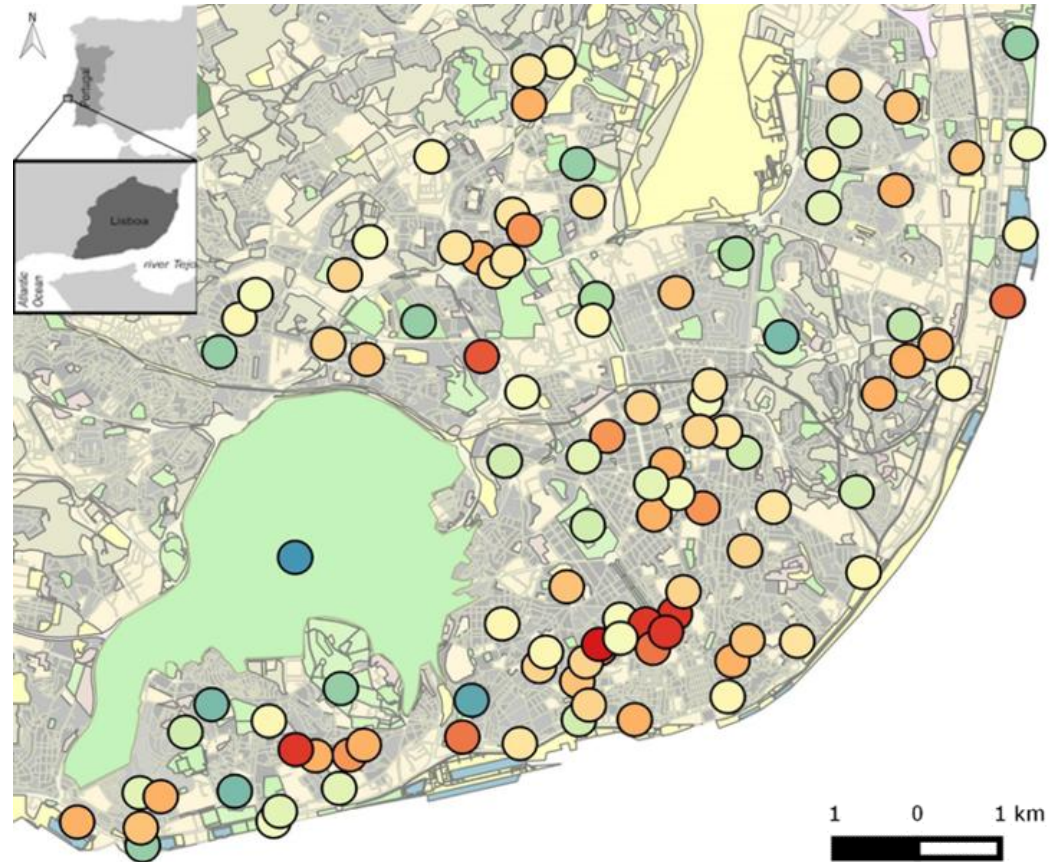 N
Portugal
Lisboa
river Tejo
Atlantic
Ocean
1 0 1 km